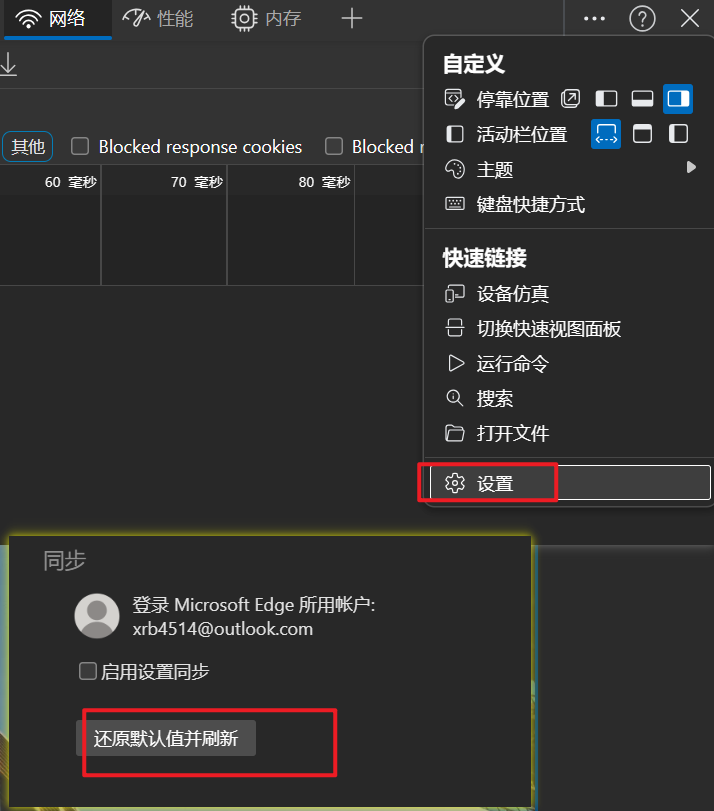 网络 性能 内存
自定义
停靠位置
其他 Blocked response cookies Blocked
活动栏位置
60 毫秒 70 毫秒 80 毫秒
主题
键盘快捷方式
快速链接
设备仿真
切换快速视图面板
运行命令
搜索
打开文件
设置
同步
登录 Microsoft Edge 所用帐户:
xrb4514@outlook.com
启用设置同步
还原默认值并刷新